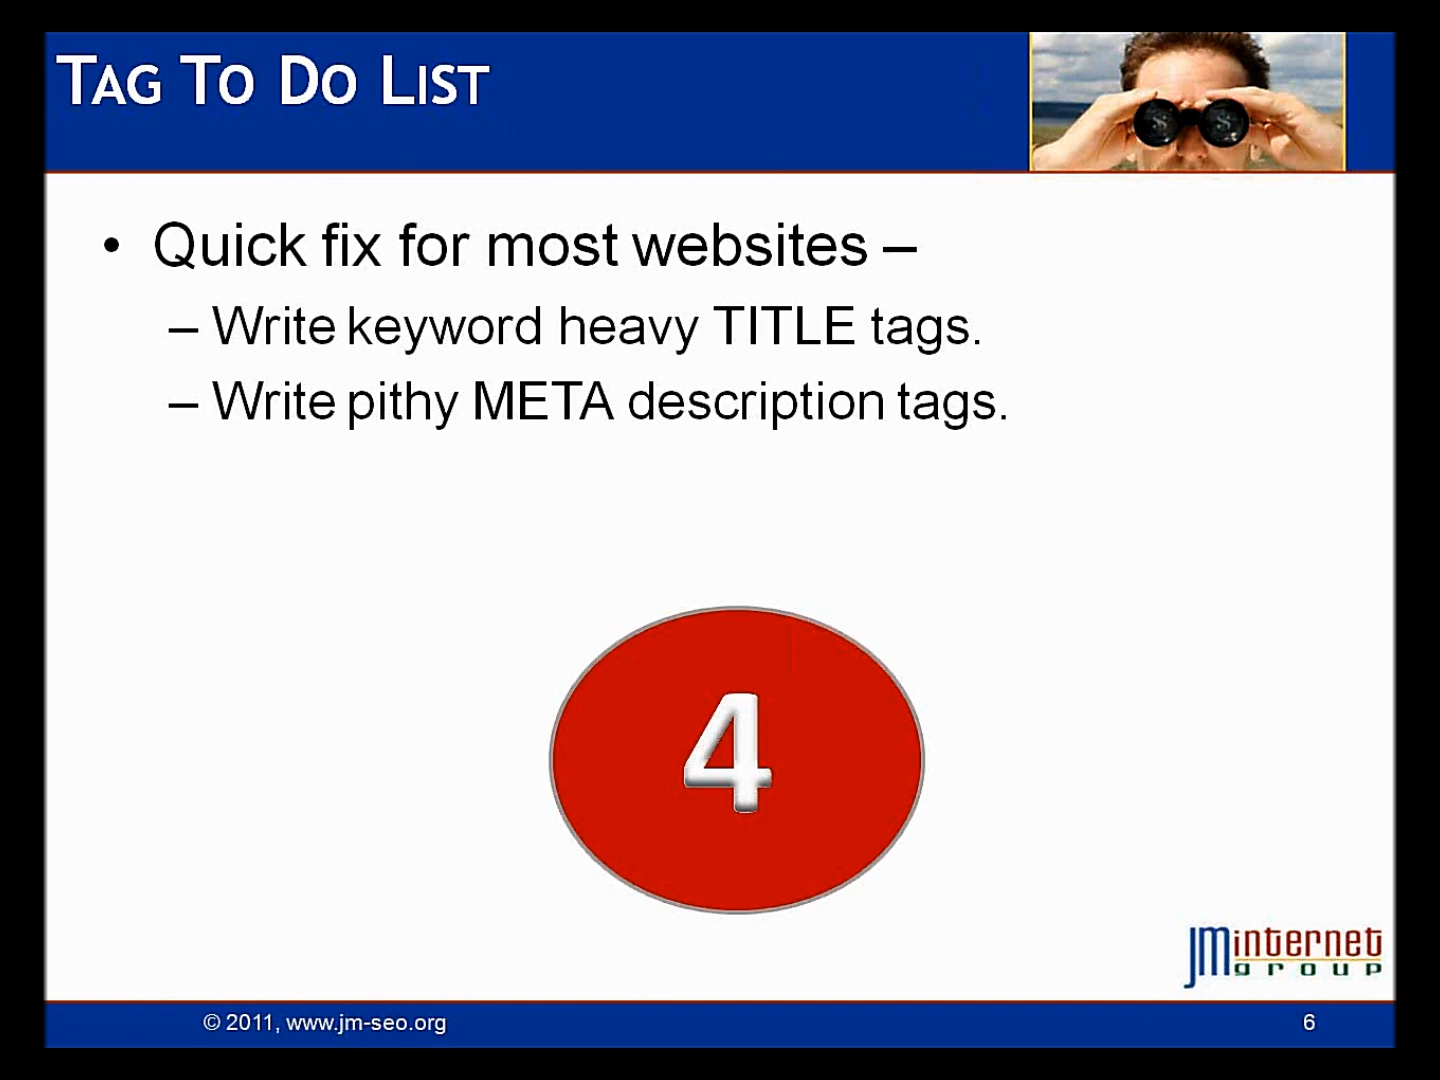 TAG TO DO LIST
• Quick fix for most websites –
– Write keyword heavy TITLE tags.
– Write pithy META description tags.
4
JMinternet
group
© 2011, www.jm-seo.org
6